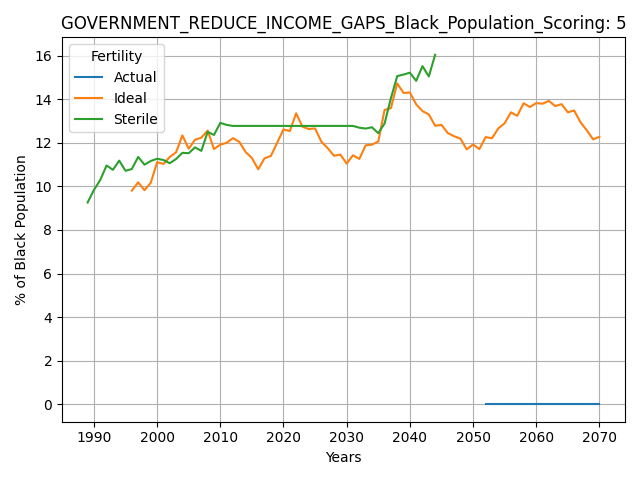 GOVERNMENT_REDUCE_INCOME_GAPS_Black_Population_Scoring: 5
Fertility
Actual
Ideal
Sterile
% of Black Population
16
14
12
10
8
6
4
2
0
1990 2000 2010 2020 2030 2040 2050 2060 2070
Years